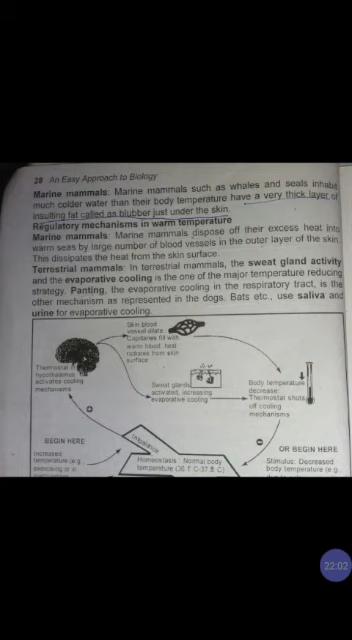 28 An Easy Approach to Biology
Marine mammals: Marine mammals such as whales and seals inhabit
much colder water than their body temperature have a very thick layer of
insulting fat called as blubber just under the skin.
Regulatory mechanisms in warm temperature
Marine mammals: Marine mammals dispose off their excess heat into
warm seas by large number of blood vessels in the outer layer of the skin.
This dissipates the heat from the skin surface.
Terrestrial mammals: In terrestrial mammals, the sweat gland activity
and the evaporative cooling is the one of the major temperature reducing
strategy. Panting, the evaporative cooling in the respiratory tract, is the
other mechanism as represented in the dogs. Bats etc., use saliva and
urine for evaporative cooling.
Skin blood
vessel dilate
Capillaries fill with
warm blood heat
radiates from skin
surface
Thermostat in
hypothalamus
activates cooling
mechanisms
Sweat glands
activated, increasing
evaporative cooling
Body temperature
decrease:
Thermostat shuts
off cooling
mechanisms
BEGIN HERE
Increased
temperature (e.g
exercising or in
Imbalance
Homeostasis : Normal body
temperature
OR BEGIN HERE
Stimulus: Decreased
body temperature (e.g.
22:02